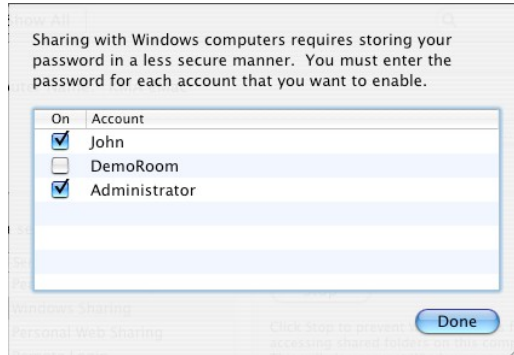 Show All
Sharing with Windows computers requires storing your
password in a less secure manner.  You must enter the
password for each account that you want to enable.
On Account
John
DemoRoom
Administrator
Windows Sharing
Done
Personal Web Sharing
Click Stop to prevent
accessing shared folders on this comp